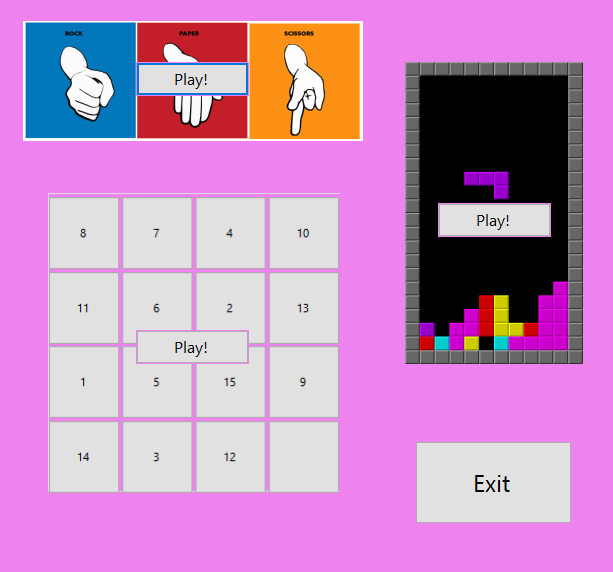 ROCK PAPER SCISSORS
Play!
Play!
8 7 4 10
11 6 2 13
Play!
1 5 15 9
14 3 12
Exit